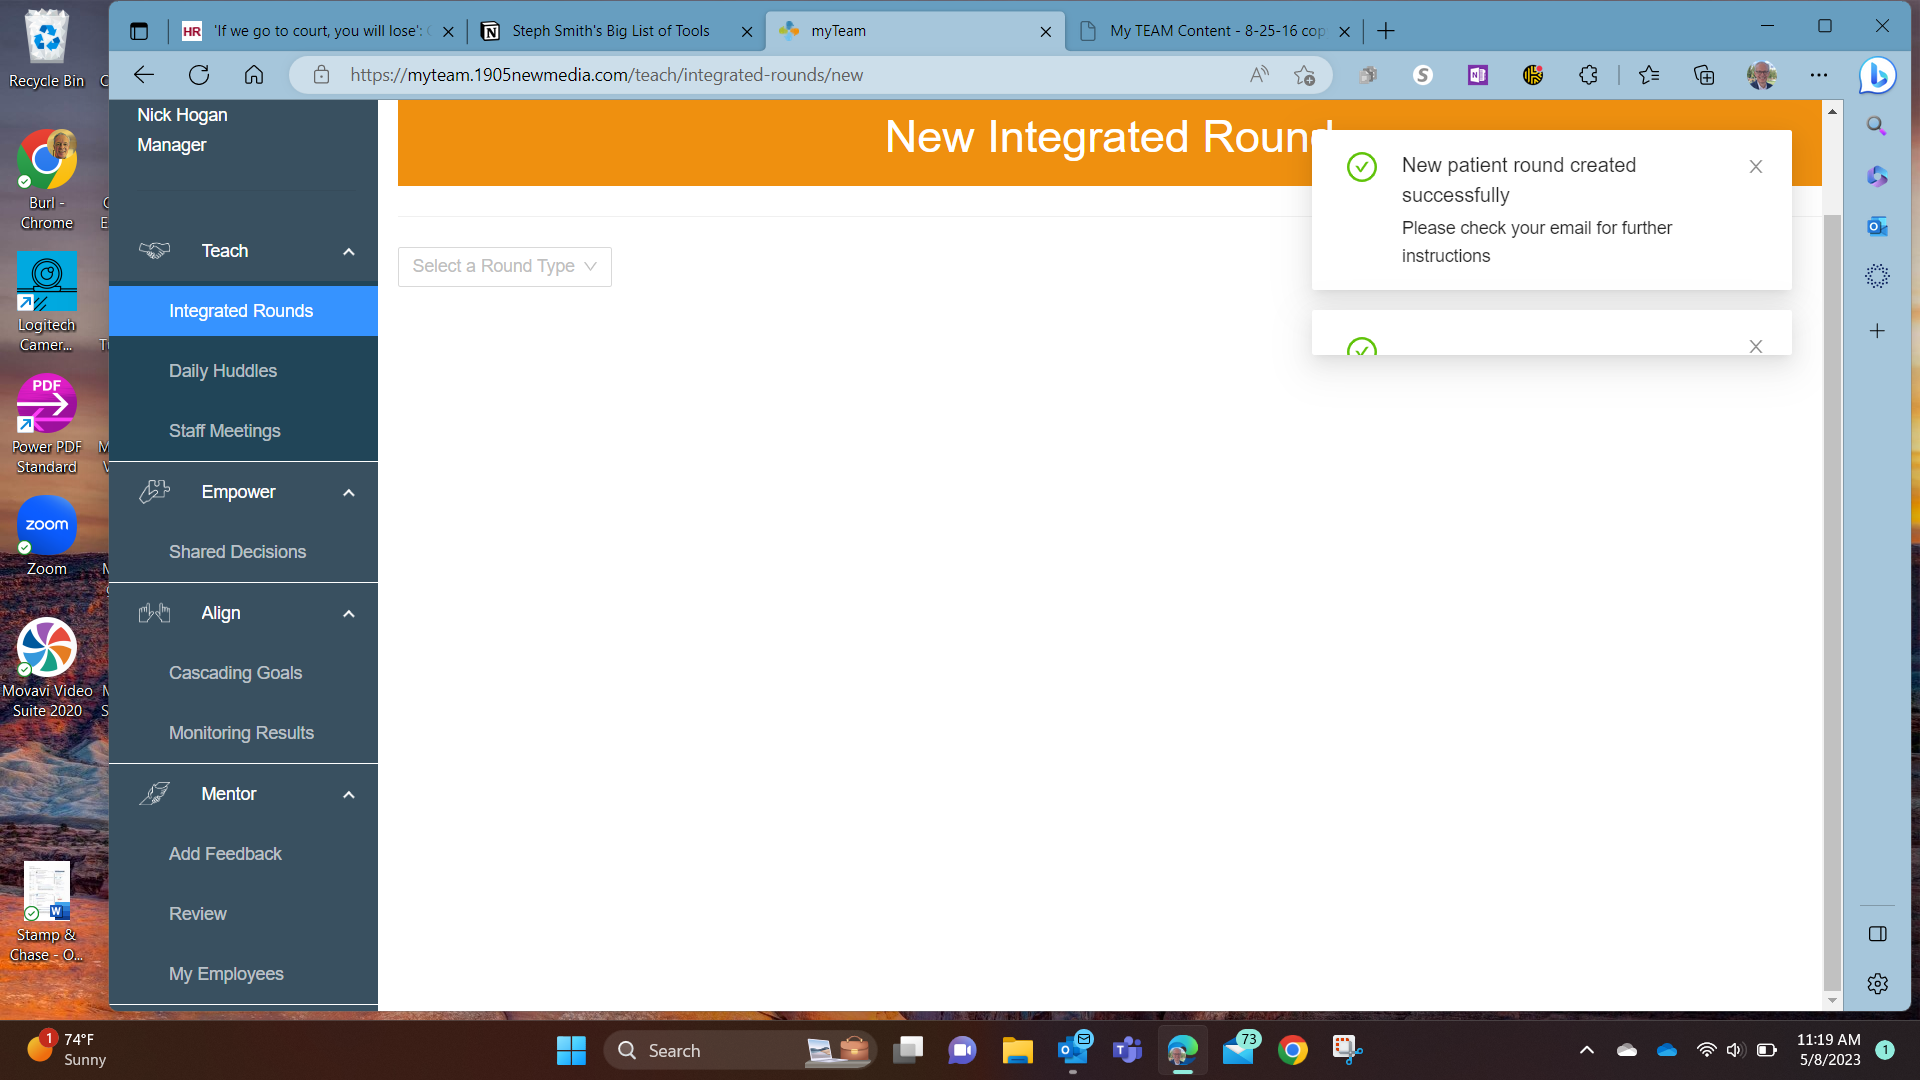 Recycle Bin
Burl -
Chrome
Logitech
Camer...
PDF
Power PDF
Standard
zoom
Zoom
Movavi Video
Suite 2020
W
Stamp &
Chase - O...
HR
'If we go to court, you will lose':
N
Steph Smith's Big List of Tools
myTeam
My TEAM Content - 8-25-16 cop
https://myteam.1905newmedia.com/teach/integrated-rounds/new
Nick Hogan
Manager
Teach
Integrated Rounds
Daily Huddles
Staff Meetings
Empower
Shared Decisions
Align
Cascading Goals
Monitoring Results
Mentor
Add Feedback
Review
My Employees
New Integrated Round
Select a Round Type
New patient round created
successfully
Please check your email for further
instructions
1
74°F
Sunny
Search
73
11:19 AM
5/8/2023
1